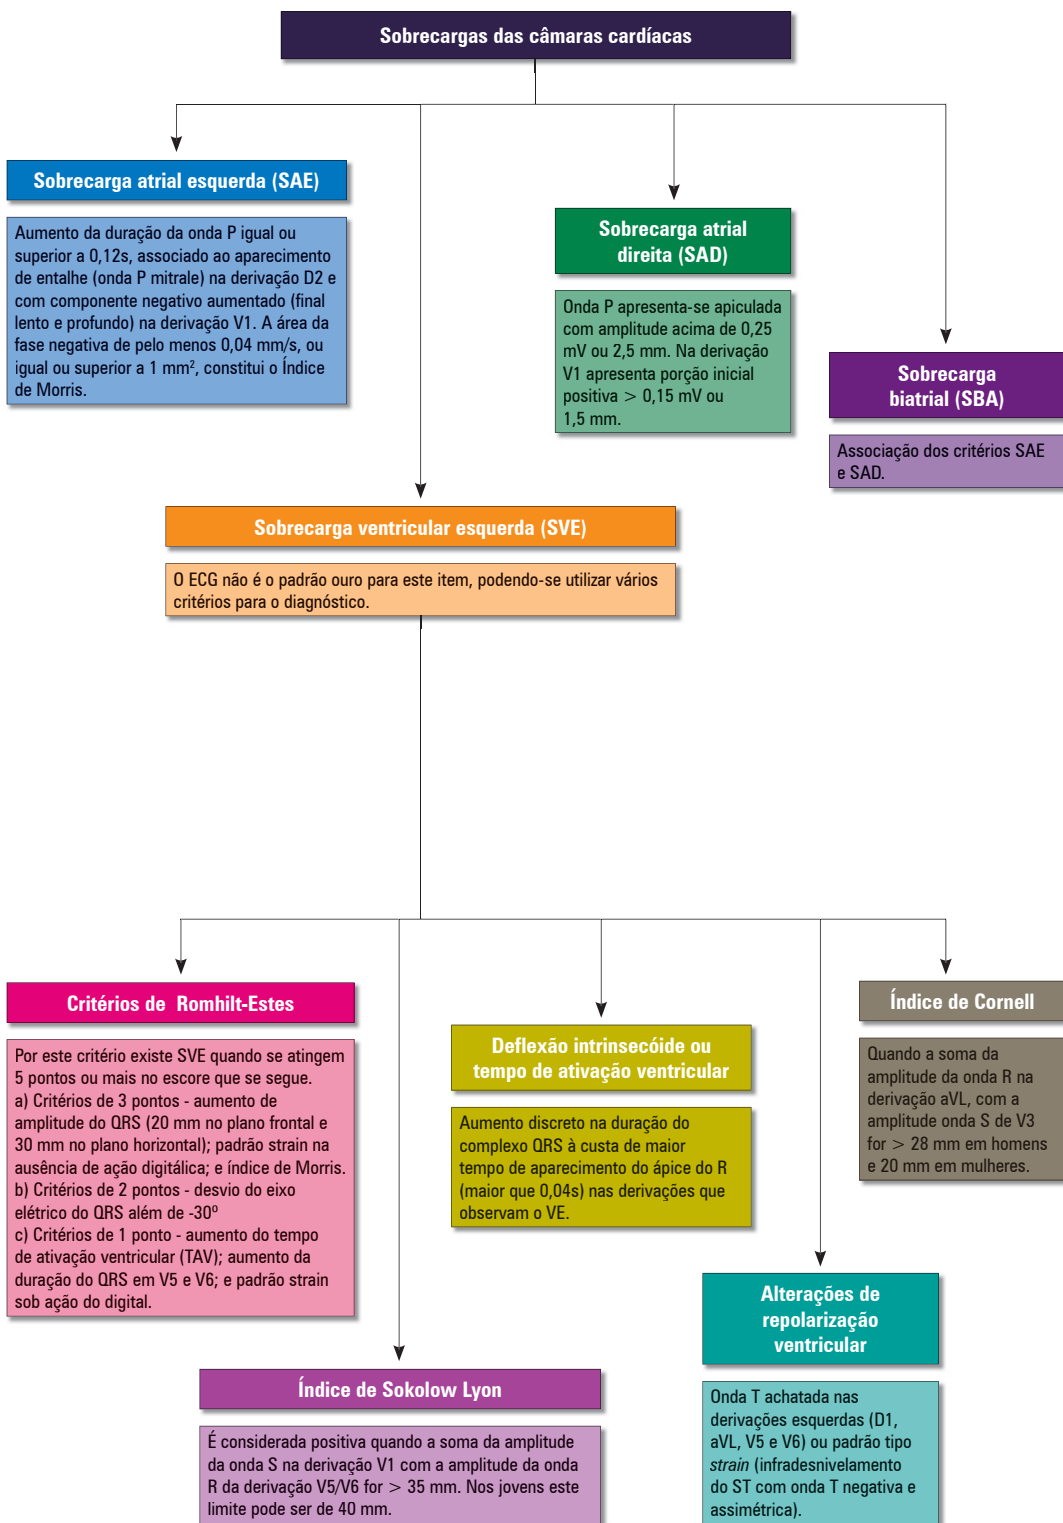 Sobrecargas das câmaras cardíacas
Sobrecarga atrial esquerda (SAE)
Aumento da duração da onda P igual ou
superior a 0,12s, associado ao aparecimento
de entalhe (onda P mitrale) na derivação D2 e
com componente negativo aumentado (final
lento e profundo) na derivação V1. A área da
fase negativa de pelo menos 0,04 mm/s, ou
igual ou superior a 1 mm², constitui o Índice
de Morris.
Sobrecarga atrial
direita (SAD)
Onda P apresenta-se apiculada
com amplitude acima de 0,25
mV ou 2,5 mm. Na derivação
V1 apresenta porção inicial
positiva > 0,15 mV ou
1,5 mm.
Sobrecarga
biatrial (SBA)
Associação dos critérios SAE
e SAD.
Sobrecarga ventricular esquerda (SVE)
O ECG não é o padrão ouro para este item, podendo-se utilizar vários
critérios para o diagnóstico.
Critérios de Romhilt-Estes
Por este critério existe SVE quando se atingem
5 pontos ou mais no escore que se segue.
a) Critérios de 3 pontos - aumento de
amplitude do QRS (20 mm no plano frontal e
30 mm no plano horizontal); padrão strain na
ausência de ação digitálica; e índice de Morris.
b) Critérios de 2 pontos - desvio do eixo
elétrico do QRS além de -30º
c) Critérios de 1 ponto - aumento do tempo
de ativação ventricular (TAV); aumento da
duração do QRS em V5 e V6; e padrão strain
sob ação do digital.
Índice de Sokolow Lyon
É considerada positiva quando a soma da amplitude
da onda S na derivação V1 com a amplitude da onda
R da derivação V5/V6 for > 35 mm. Nos jovens este
limite pode ser de 40 mm.
Deflexão intrinsecóide ou
tempo de ativação ventricular
Aumento discreto na duração do
complexo QRS à custa de maior
tempo de aparecimento do ápice do R
(maior que 0,04s) nas derivações que
observam o VE.
Alterações de
repolarização
ventricular
Onda T achatada nas
derivações esquerdas (D1,
aVL, V5 e V6) ou padrão tipo
strain (infradesnivelamento
do ST com onda T negativa e
assimétrica).
Índice de Cornell
Quando a soma da
amplitude da onda R na
derivação aVL, com a
amplitude onda S de V3
for > 28 mm em homens
e 20 mm em mulheres.